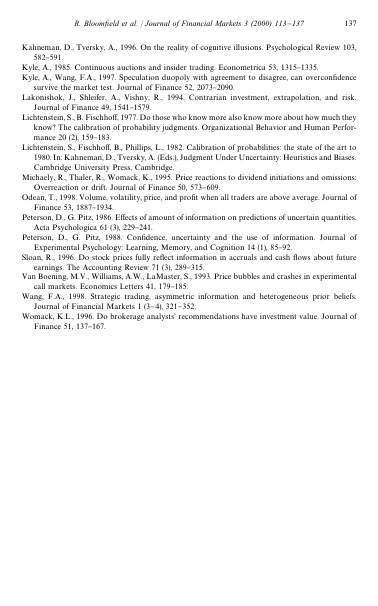 R. Bloomfield et al. / Journal of Financial Markets 3 (2000) 113–137 137
Kahneman, D., Tversky, A., 1996. On the reality of cognitive illusions. Psychological Review 103,
582–591.
Kyle, A., 1985. Continuous auctions and insider trading. Econometrica 53, 1315–1335.
Kyle, A., Wang, F.A., 1997. Speculation duopoly with agreement to disagree, can overconfidence
survive the market test. Journal of Finance 52, 2073–2090.
Lakonishok, J., Shleifer, A., Vishny, R., 1994. Contrarian investment, extrapolation, and risk.
Journal of Finance 49, 1541–1579.
Lichtenstein, S., B. Fischhoff, 1977. Do those who know more also know more about how much they
know? The calibration of probability judgments. Organizational Behavior and Human Perfor-
mance 20 (2), 159–183.
Lichtenstein, S., Fischhoff, B., Phillips, L., 1982. Calibration of probabilities: the state of the art to
1980. In: Kahneman, D., Tversky, A. (Eds.), Judgment Under Uncertainty: Heuristics and Biases.
Cambridge University Press, Cambridge.
Michaely, R., Thaler, R., Womack, K., 1995. Price reactions to dividend initiations and omissions:
Overreaction or drift. Journal of Finance 50, 573–609.
Odean, T., 1998. Volume, volatility, price, and profit when all traders are above average. Journal of
Finance 53, 1887–1934.
Peterson, D., G. Pitz, 1986. Effects of amount of information on predictions of uncertain quantities.
Acta Psychologica 61 (3), 229–241.
Peterson, D., G. Pitz, 1988. Confidence, uncertainty and the use of information. Journal of
Experimental Psychology: Learning, Memory, and Cognition 14 (1), 85–92.
Sloan, R., 1996. Do stock prices fully reflect information in accruals and cash flows about future
earnings. The Accounting Review 71 (3), 289–315.
Van Boening, M.V., Williams, A.W., LaMaster, S., 1993. Price bubbles and crashes in experimental
call markets. Economics Letters 41, 179–185.
Wang, F.A., 1998. Strategic trading, asymmetric information and heterogeneous prior beliefs.
Journal of Financial Markets 1 (3–4), 321–352.
Womack, K.L., 1996. Do brokerage analysts' recommendations have investment value. Journal of
Finance 51, 137–167.